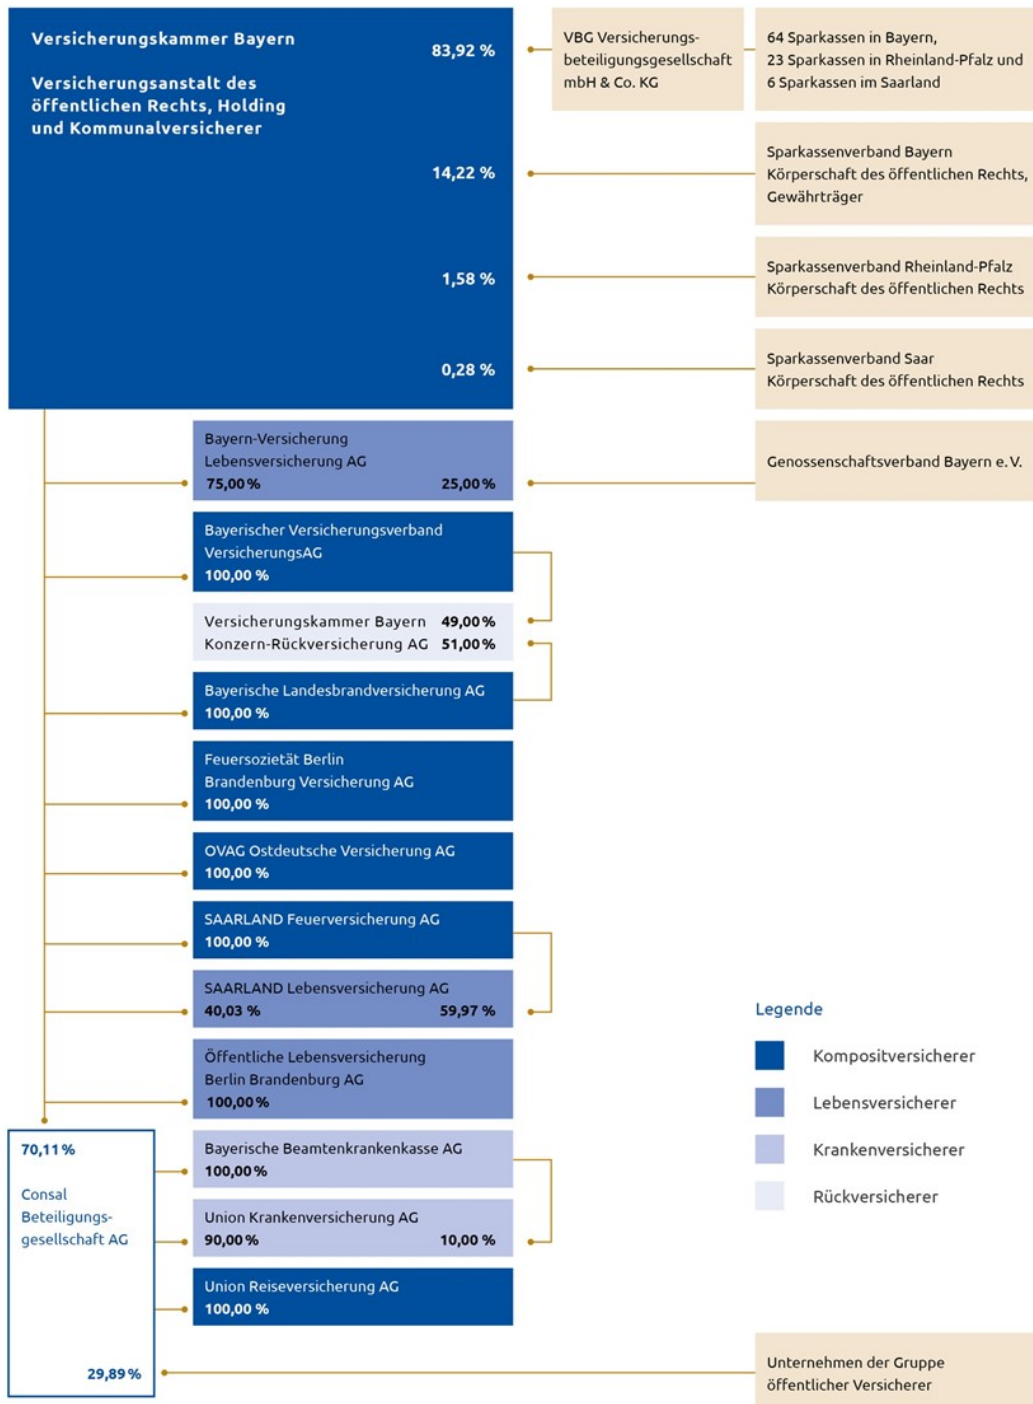 Versicherungskammer Bayern
83,92 %
Versicherungsanstalt des
öffentlichen Rechts, Holding
und Kommunalversicherer
14,22 %
1,58 %
0,28 %
VBG Versicherungs-
beteiligungsgesellschaft
mbH & Co. KG
64 Sparkassen in Bayern,
23 Sparkassen in Rheinland-Pfalz und
6 Sparkassen im Saarland
Sparkassenverband Bayern
Körperschaft des öffentlichen Rechts,
Gewährträger
Sparkassenverband Rheinland-Pfalz
Körperschaft des öffentlichen Rechts
Sparkassenverband Saar
Körperschaft des öffentlichen Rechts
Bayern-Versicherung
Lebensversicherung AG
75,00 % 25,00 %
Genossenschaftsverband Bayern e. V.
Bayerischer Versicherungsverband
VersicherungsAG
100,00 %
Versicherungskammer Bayern 49,00 %
Konzern-Rückversicherung AG 51,00 %
Bayerische Landesbrandversicherung AG
100,00 %
Feuersozietät Berlin
Brandenburg Versicherung AG
100,00 %
OVAG Ostdeutsche Versicherung AG
100,00 %
SAARLAND Feuerversicherung AG
100,00 %
SAARLAND Lebensversicherung AG
40,03 % 59,97 %
Öffentliche Lebensversicherung
Berlin Brandenburg AG
100,00 %
70,11 %
Consal
Beteiligungs-
gesellschaft AG
29,89 %
Bayerische Beamtenkrankenkasse AG
100,00 %
Union Krankenversicherung AG
90,00 % 10,00 %
Union Reiseversicherung AG
100,00 %
Unternehmen der Gruppe
öffentlicher Versicherer
Legende
Kompositversicherer
Lebensversicherer
Krankenversicherer
Rückversicherer